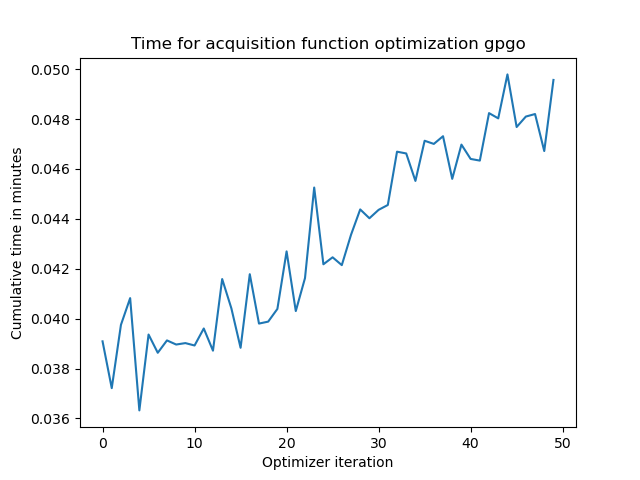 Time for acquisition function optimization gpgo
0.050
0.048
0.046
0.044
0.042
0.040
0.038
0.036
Cumulative time in minutes
0 10 20 30 40 50
Optimizer iteration